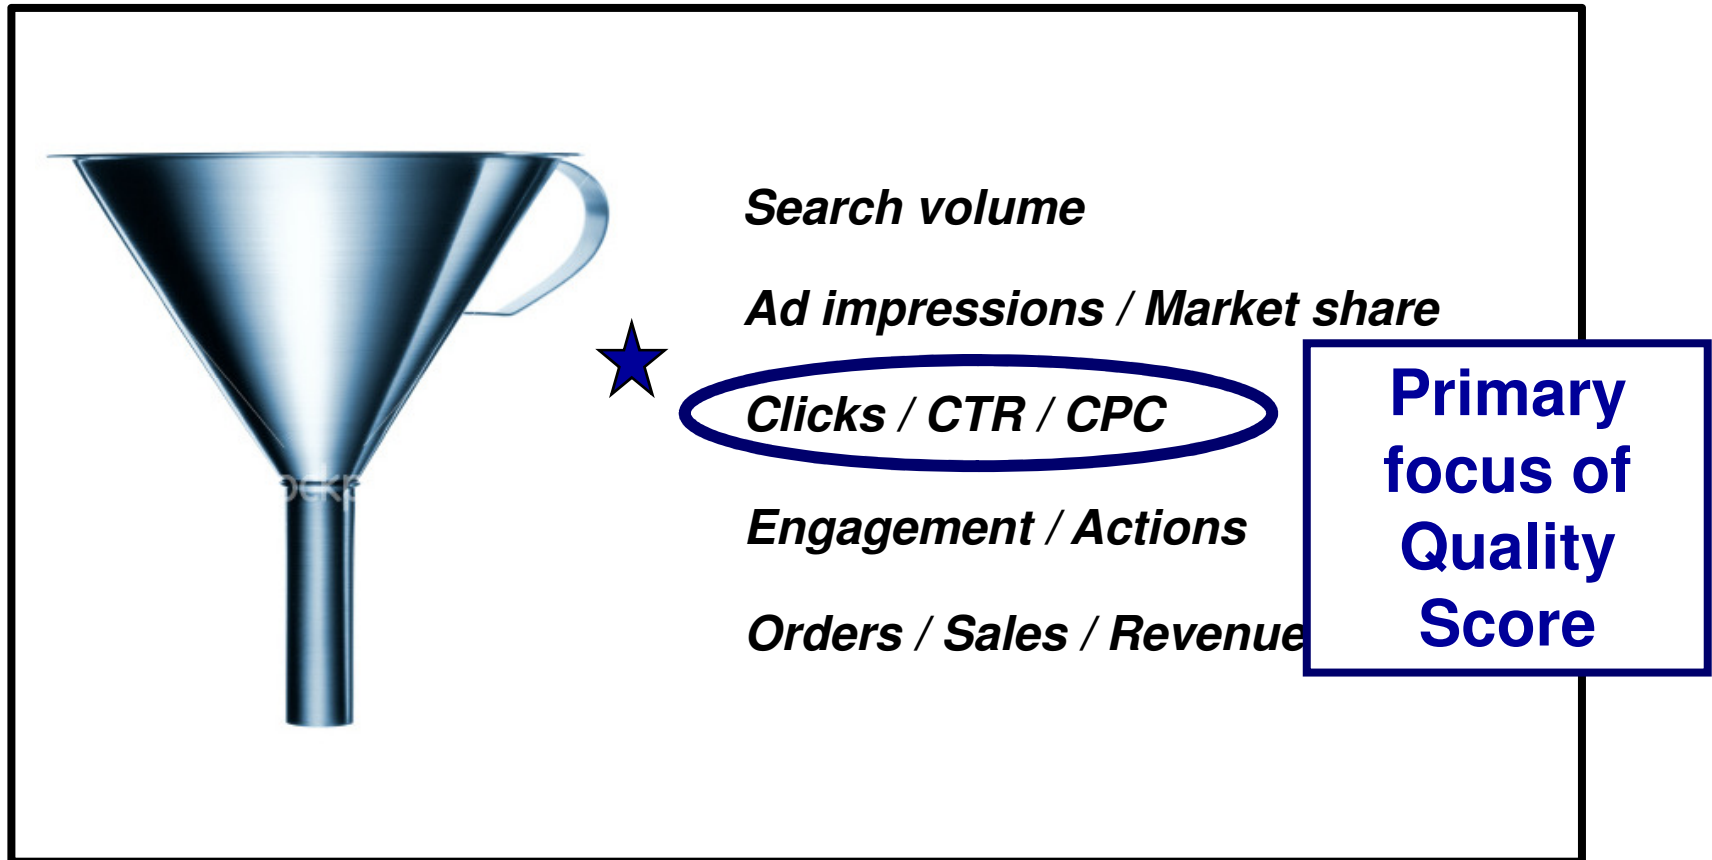 Search volume
Ad impressions / Market share
Clicks / CTR / CPC
Engagement / Actions
Orders / Sales / Revenue
Primary
focus of
Quality
Score